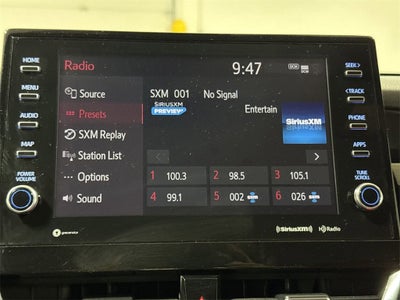 Radio
9:47
HOME
MENU
AUDIO
MAP
POWER
VOLUME
SEEK>
<TRACK
PHONE
APPS
TUNE
SCROLL
Source
Presets
SXM Replay
Station List
Options
Sound
SXM 001 No Signal
SIRIUSXM
PREVIEW
Entertain
SiriusXM
1 100.3
2 98.5
3 105.1
4 99.1
5 002
6 026
((SiriusXM))
HD Radio